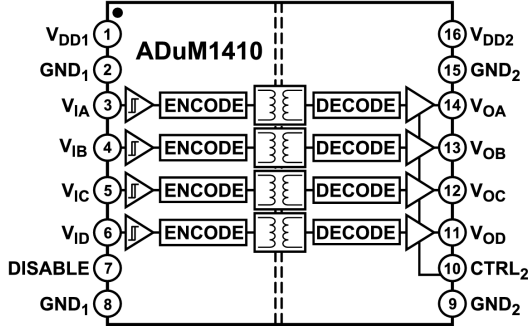 ADuM1410
VDD1 1 16 VDD2
GND1 2 15 GND2
VIA 3 ENCODE DECODE 14 VOA
VIB 4 ENCODE DECODE 13 VOB
VIC 5 ENCODE DECODE 12 VOC
VID 6 ENCODE DECODE 11 VOD
DISABLE 7 10 CTRL2
GND1 8 9 GND2